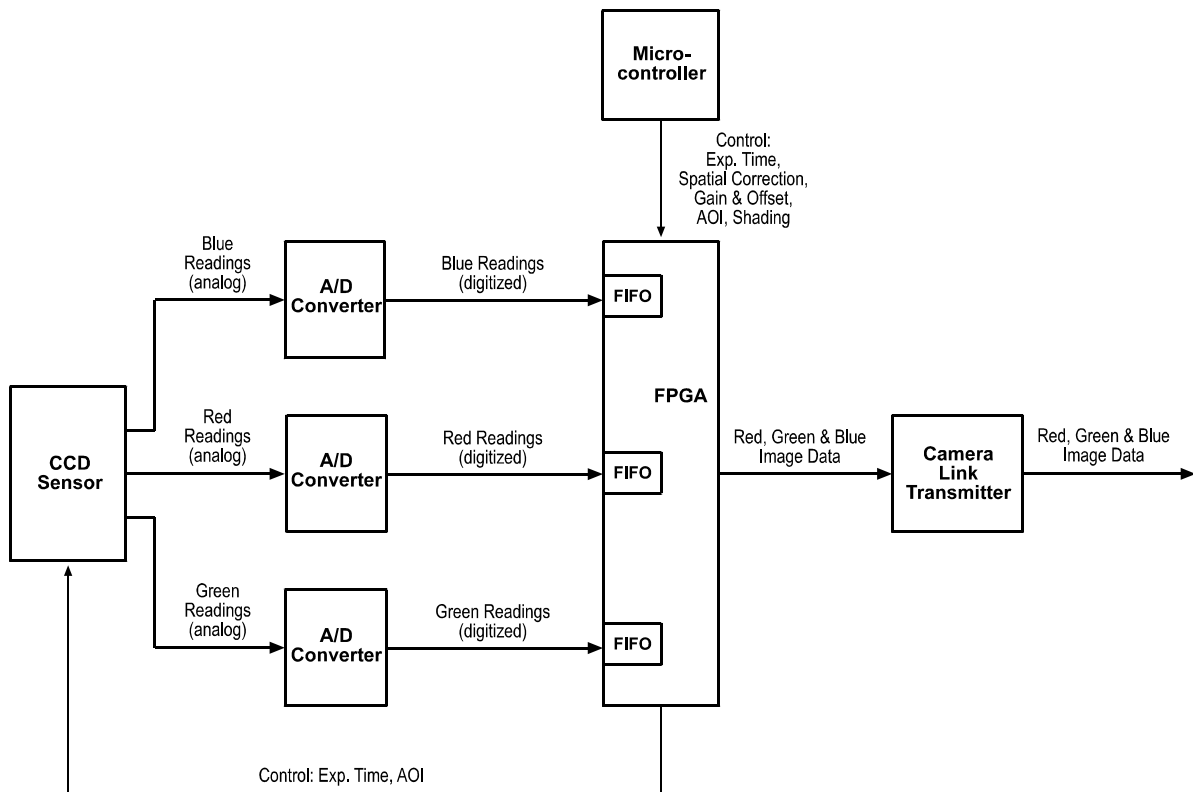 Micro-
controller
Control:
Exp. Time,
Spatial Correction,
Gain & Offset,
AOI, Shading
Blue
Readings
(analog)
A/D
Converter
Blue Readings
(digitized)
FIFO
FPGA
CCD
Sensor
Red
Readings
(analog)
A/D
Converter
Red Readings
(digitized)
FIFO
Red, Green & Blue
Image Data
Camera
Link
Transmitter
Red, Green & Blue
Image Data
Green
Readings
(analog)
A/D
Converter
Green Readings
(digitized)
FIFO
Control: Exp. Time, AOI